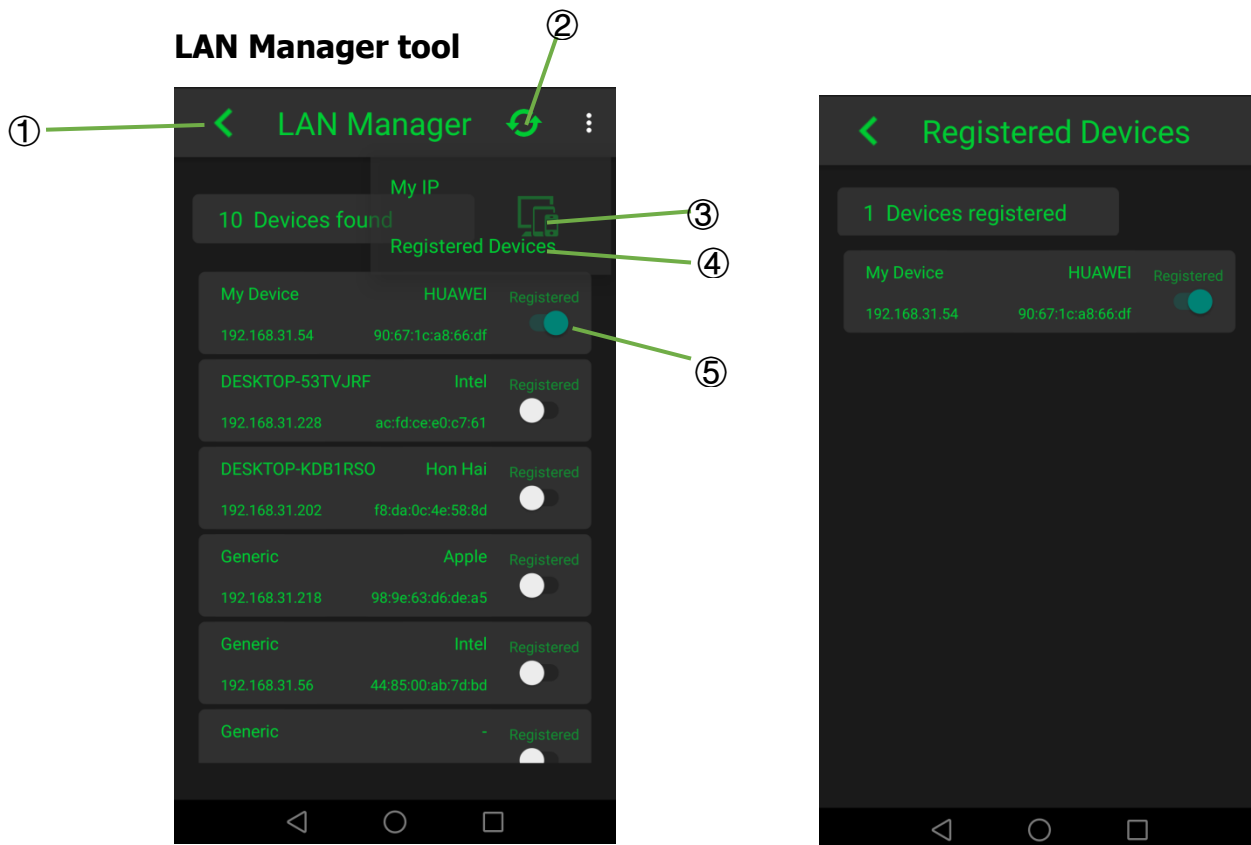 ②
LAN Manager tool
①
LAN Manager
My IP
10 Devices found
③
Registered Devices
④
My Device HUAWEI Registered
192.168.31.54 90:67:1c:a8:66:df
⑤
DESKTOP-53TVJRF Intel Registered
192.168.31.228 ac:fd:ce:e0:c7:61
DESKTOP-KDB1RSO Hon Hai Registered
192.168.31.202 f8:da:0c:4e:58:8d
Generic Apple Registered
192.168.31.218 98:9e:63:d6:de:a5
Generic Intel Registered
192.168.31.56 44:85:00:ab:7d:bd
Generic - Registered
Registered Devices
1 Devices registered
My Device HUAWEI Registered
192.168.31.54 90:67:1c:a8:66:df